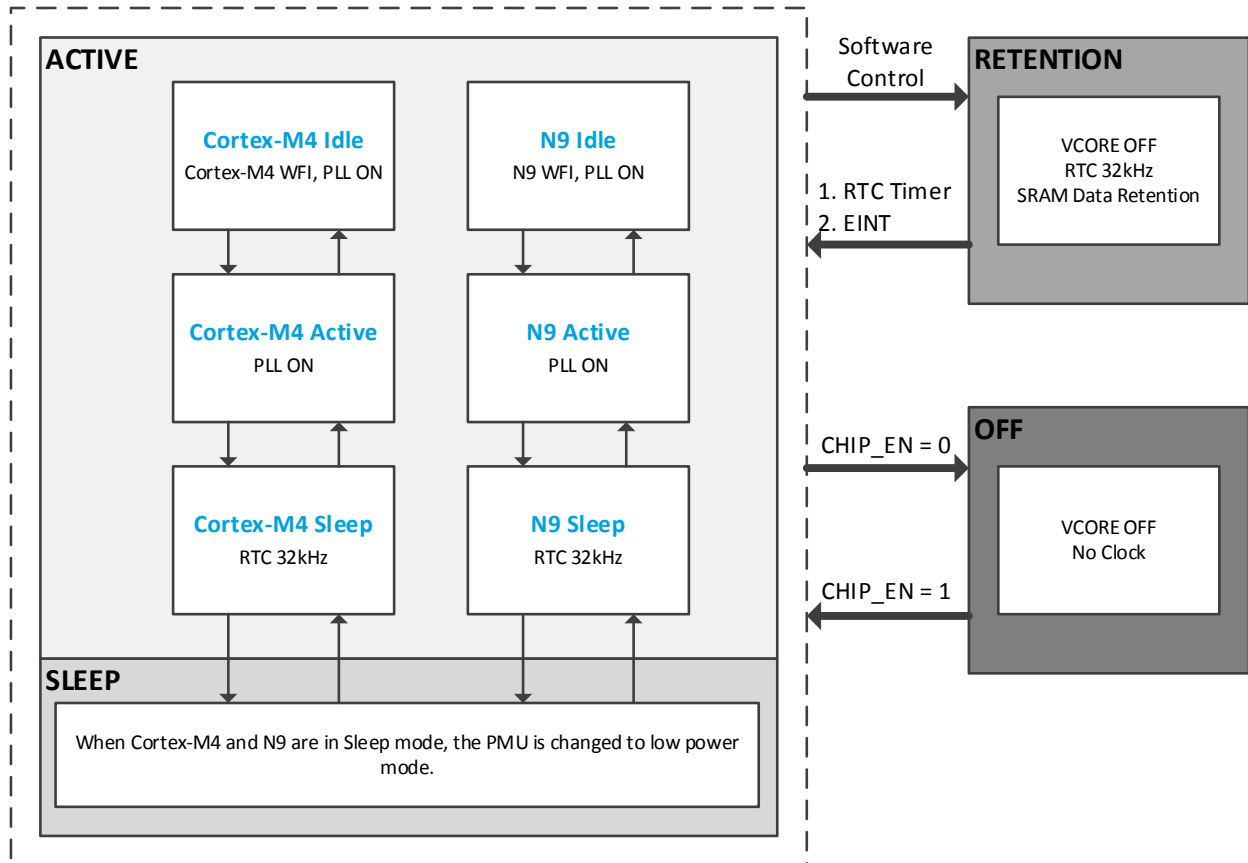 ACTIVE
Cortex-M4 Idle
Cortex-M4 WFI, PLL ON
N9 Idle
N9 WFI, PLL ON
Cortex-M4 Active
PLL ON
N9 Active
PLL ON
Cortex-M4 Sleep
RTC 32kHz
N9 Sleep
RTC 32kHz
SLEEP
When Cortex-M4 and N9 are in Sleep mode, the PMU is changed to low power
mode.
Software
Control
1. RTC Timer
2. EINT
RETENTION
VCORE OFF
RTC 32kHz
SRAM Data Retention
CHIP_EN = 0
CHIP_EN = 1
OFF
VCORE OFF
No Clock